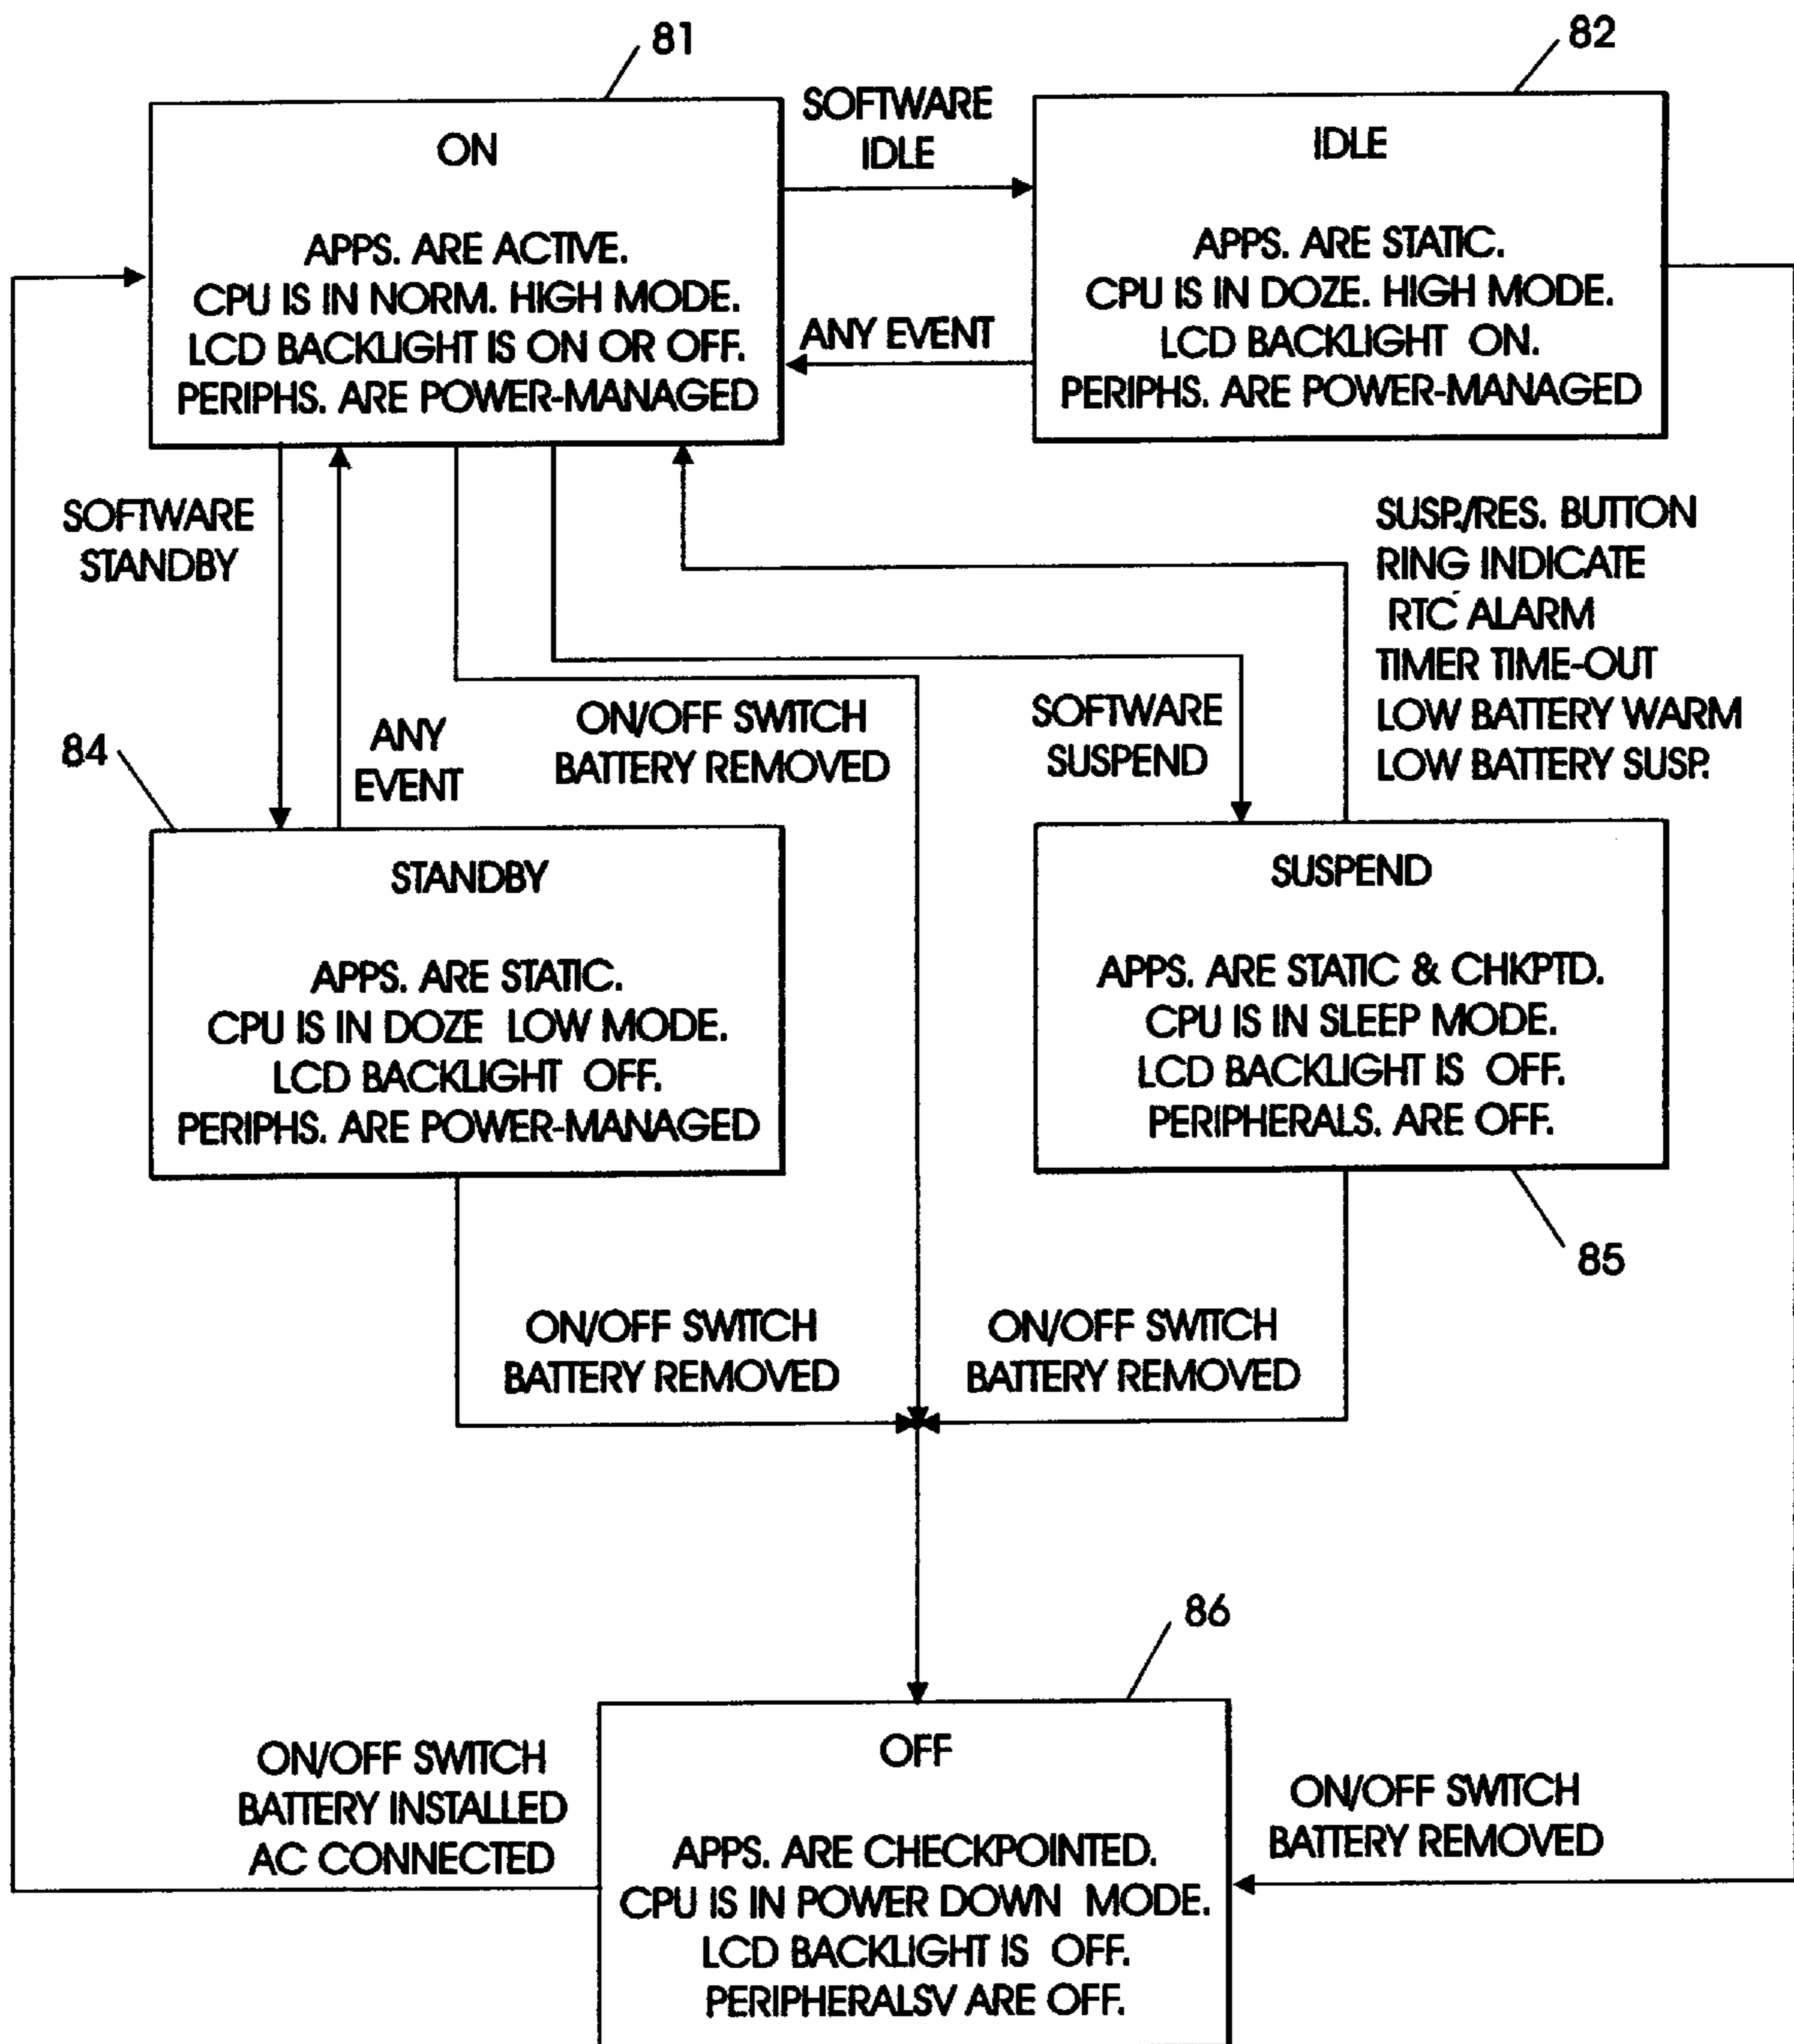 81
82
ON
APPS. ARE ACTIVE.
CPU IS IN NORM. HIGH MODE.
LCD BACKLIGHT IS ON OR OFF.
PERIPHS. ARE POWER-MANAGED
SOFTWARE
IDLE
ANY EVENT
IDLE
APPS. ARE STATIC.
CPU IS IN DOZE. HIGH MODE.
LCD BACKLIGHT ON.
PERIPHS. ARE POWER-MANAGED
SOFTWARE
STANDBY
ANY
EVENT
ON/OFF SWITCH
BATTERY REMOVED
SOFTWARE
SUSPEND
SUSP./RES. BUTTON
RING INDICATE
RTC ALARM
TIMER TIME-OUT
LOW BATTERY WARM
LOW BATTERY SUSP.
84
STANDBY
APPS. ARE STATIC.
CPU IS IN DOZE LOW MODE.
LCD BACKLIGHT OFF.
PERIPHS. ARE POWER-MANAGED
SUSPEND
APPS. ARE STATIC & CHKPTD.
CPU IS IN SLEEP MODE.
LCD BACKLIGHT IS OFF.
PERIPHERALS. ARE OFF.
85
ON/OFF SWITCH
BATTERY REMOVED
ON/OFF SWITCH
BATTERY REMOVED
86
ON/OFF SWITCH
BATTERY INSTALLED
AC CONNECTED
OFF
APPS. ARE CHECKPOINTED.
CPU IS IN POWER DOWN MODE.
LCD BACKLIGHT IS OFF.
PERIPHERALSV ARE OFF.
ON/OFF SWITCH
BATTERY REMOVED